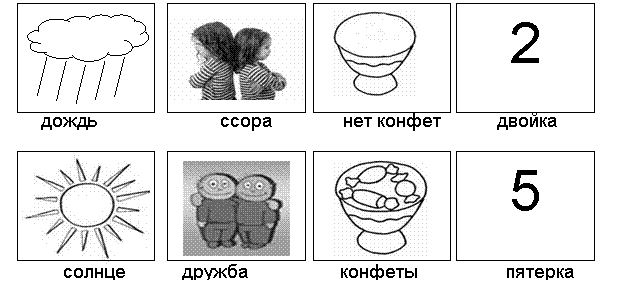 2
дождь ссора нет конфет двойка
5
солнце дружба конфеты пятерка